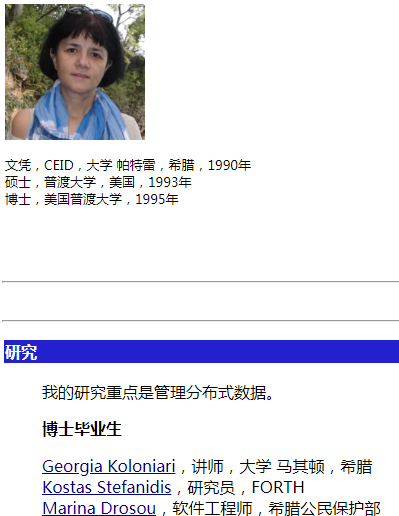 文凭，CEID，大学 帕特雷，希腊，1990年
硕士，普渡大学，美国，1993年
博士，美国普渡大学，1995年
研究
我的研究重点是管理分布式数据。
博士毕业生
Georgia Koloniari，讲师，大学 马其顿，希腊
Kostas Stefanidis，研究员，FORTH
Marina Drosou，软件工程师，希腊公民保护部